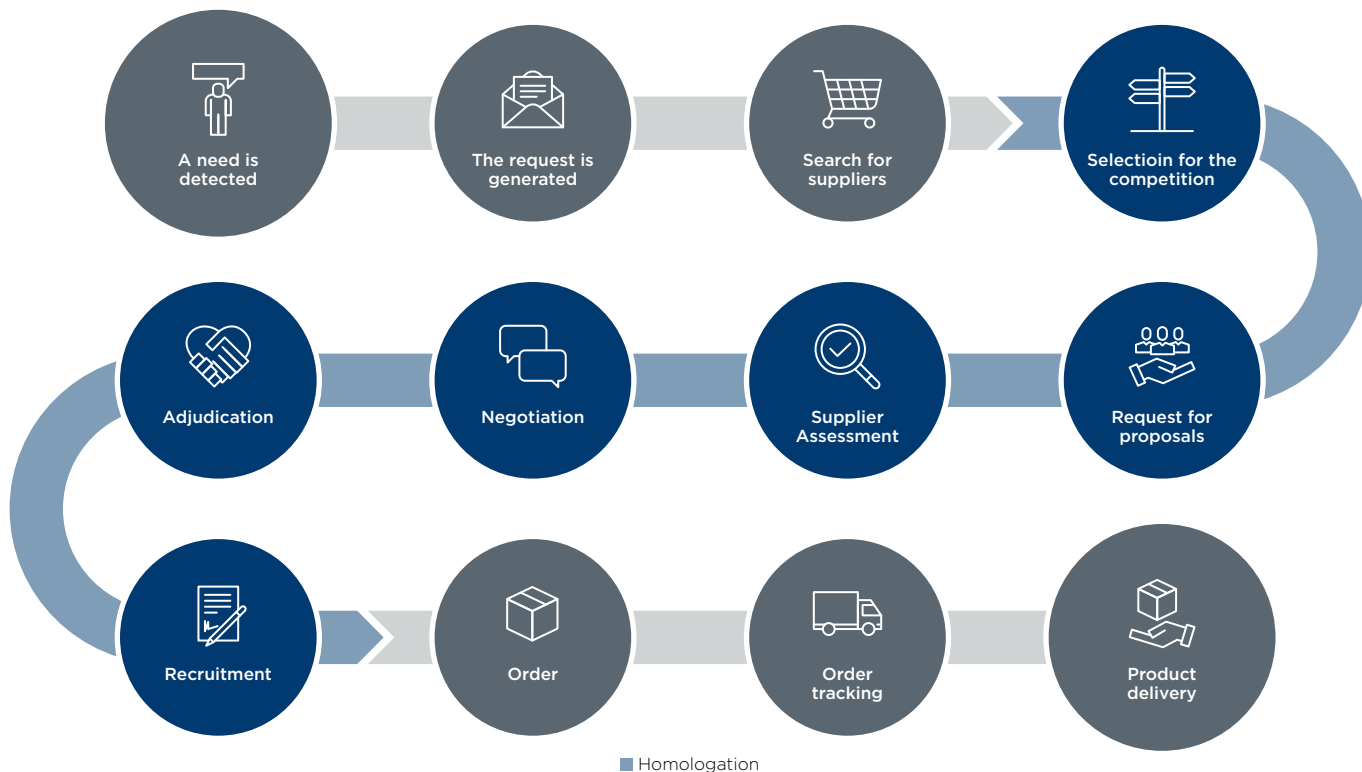 A need is
detected
The request is
generated
Search for
suppliers
Selectioin for the
competition
Adjudication
Negotiation
Supplier
Assessment
Request for
proposals
Recruitment
Order
Order
tracking
Product
delivery
Homologation